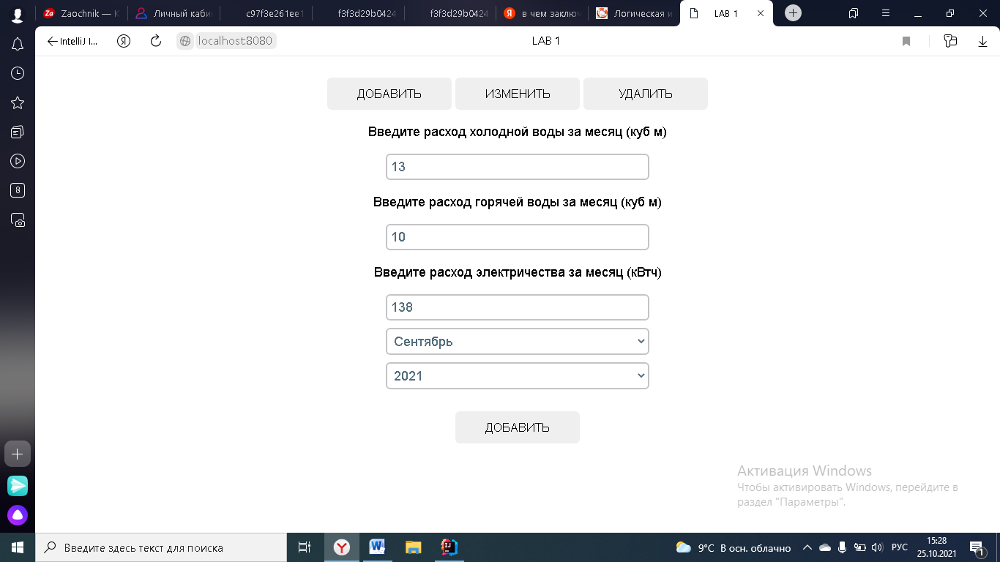 Zaochnik — К
Личный каби
c97f3e261ee1
f3f3d29b0424
f3f3d29b0424
в чем заключ
Логическая и
LAB 1
IntelliJ I...
localhost:8080
LAB 1
ДОБАВИТЬ
ИЗМЕНИТЬ
УДАЛИТЬ
Введите расход холодной воды за месяц (куб м)
13
Введите расход горячей воды за месяц (куб м)
10
Введите расход электричества за месяц (кВтч)
138
Сентябрь
2021
ДОБАВИТЬ
Активация Windows
Чтобы активировать Windows, перейдите в
раздел "Параметры".
8
Введите здесь текст для поиска
9°C В осн. облачно
РУС
15:28
25.10.2021
1